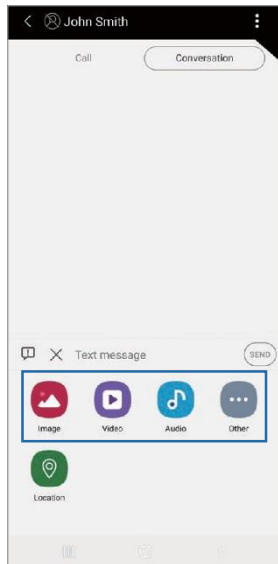 John Smith
Call Conversation
Text message SEND
Image Video Audio Other
Location